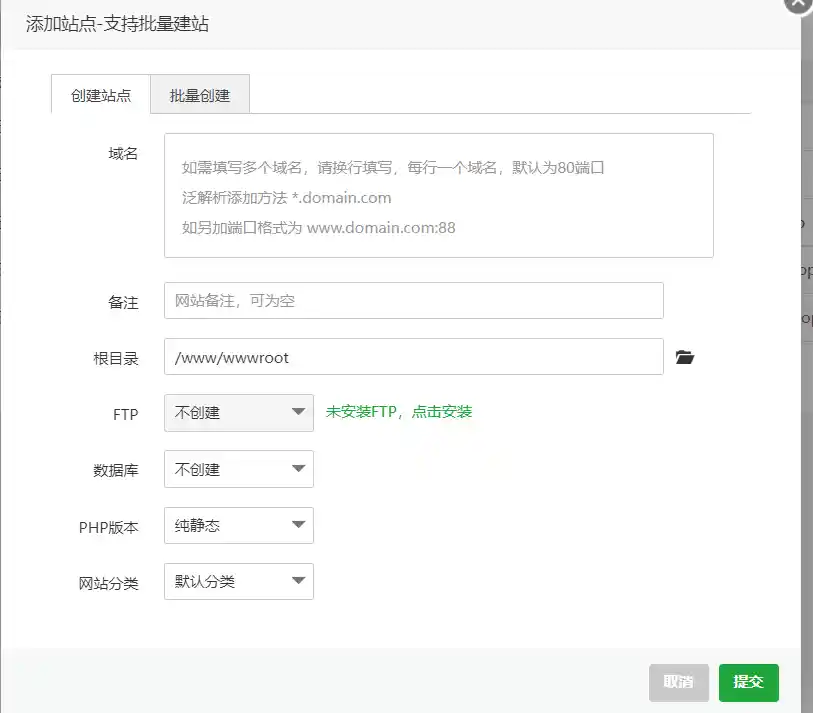 添加站点-支持批量建站
创建站点 批量创建
域名
如需填写多个域名，请换行填写，每行一个域名，默认为80端口
泛解析添加方法 *.domain.com
如另加端口格式为 www.domain.com:88
备注 网站备注，可为空
根目录 /www/wwwroot
FTP 不创建 未安装FTP，点击安装
数据库 不创建
PHP版本 纯静态
网站分类 默认分类
取消 提交